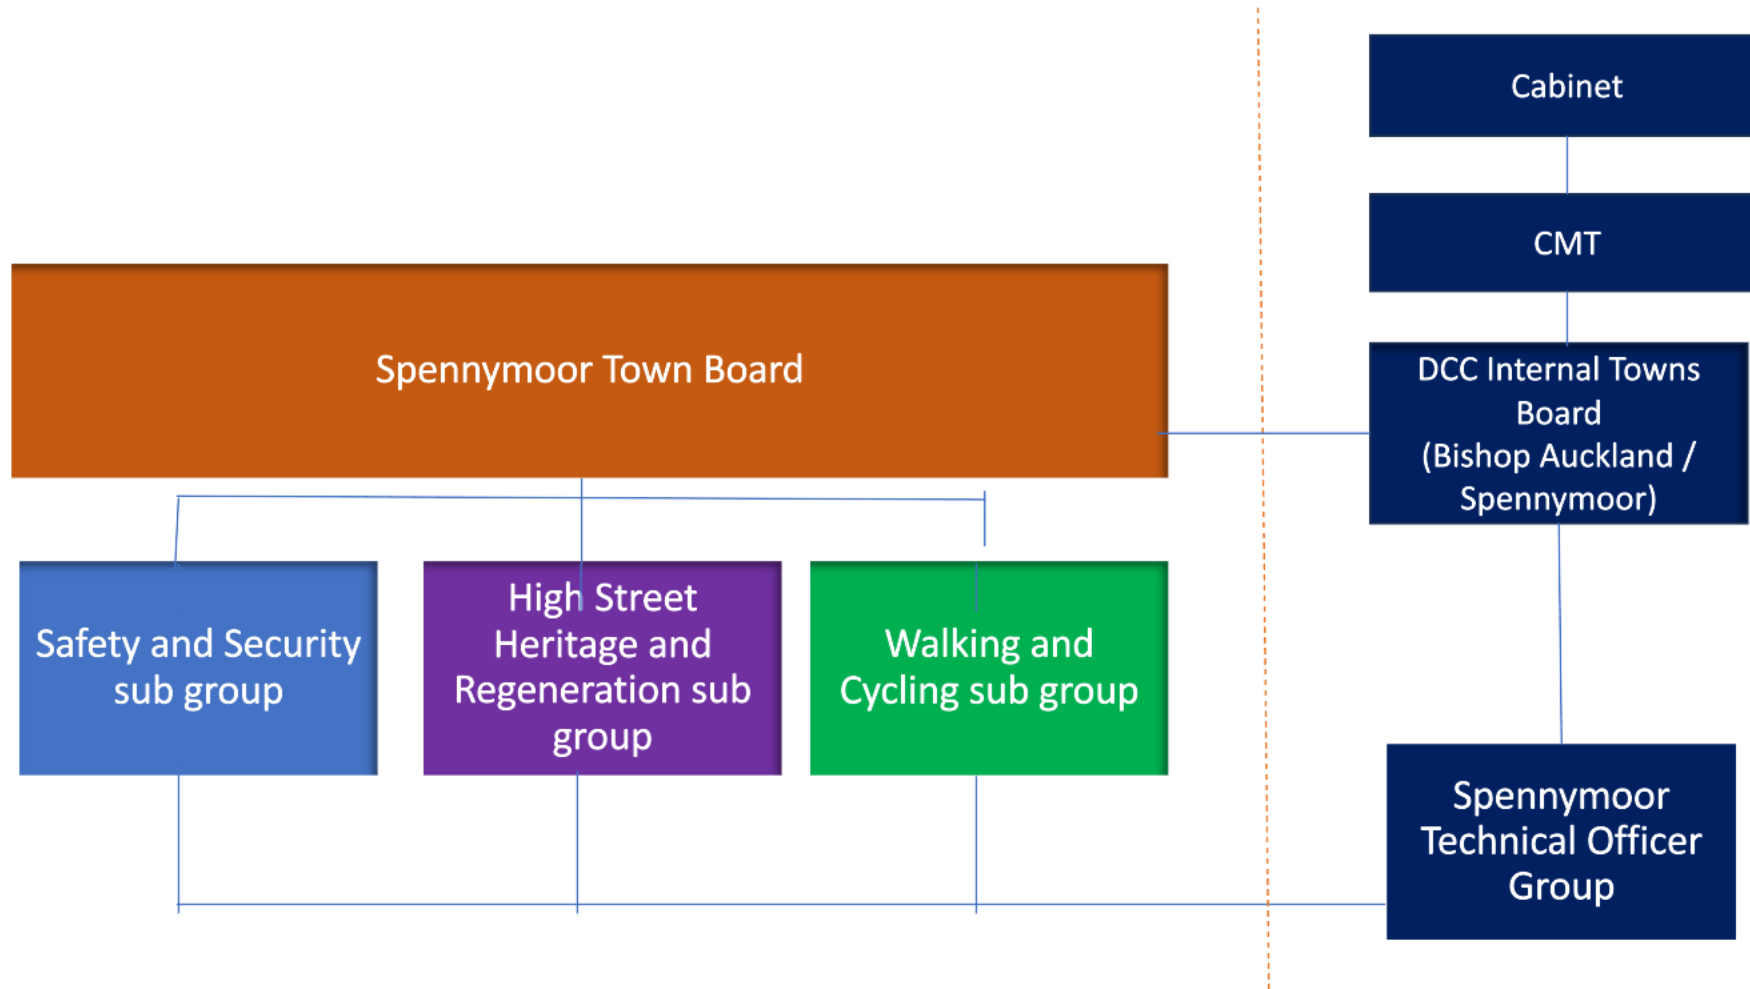 Cabinet
CMT
Spennymoor Town Board
DCC Internal Towns
Board
(Bishop Auckland /
Spennymoor)
Safety and Security
sub group
High Street
Heritage and
Regeneration sub
group
Walking and
Cycling sub group
Spennymoor
Technical Officer
Group